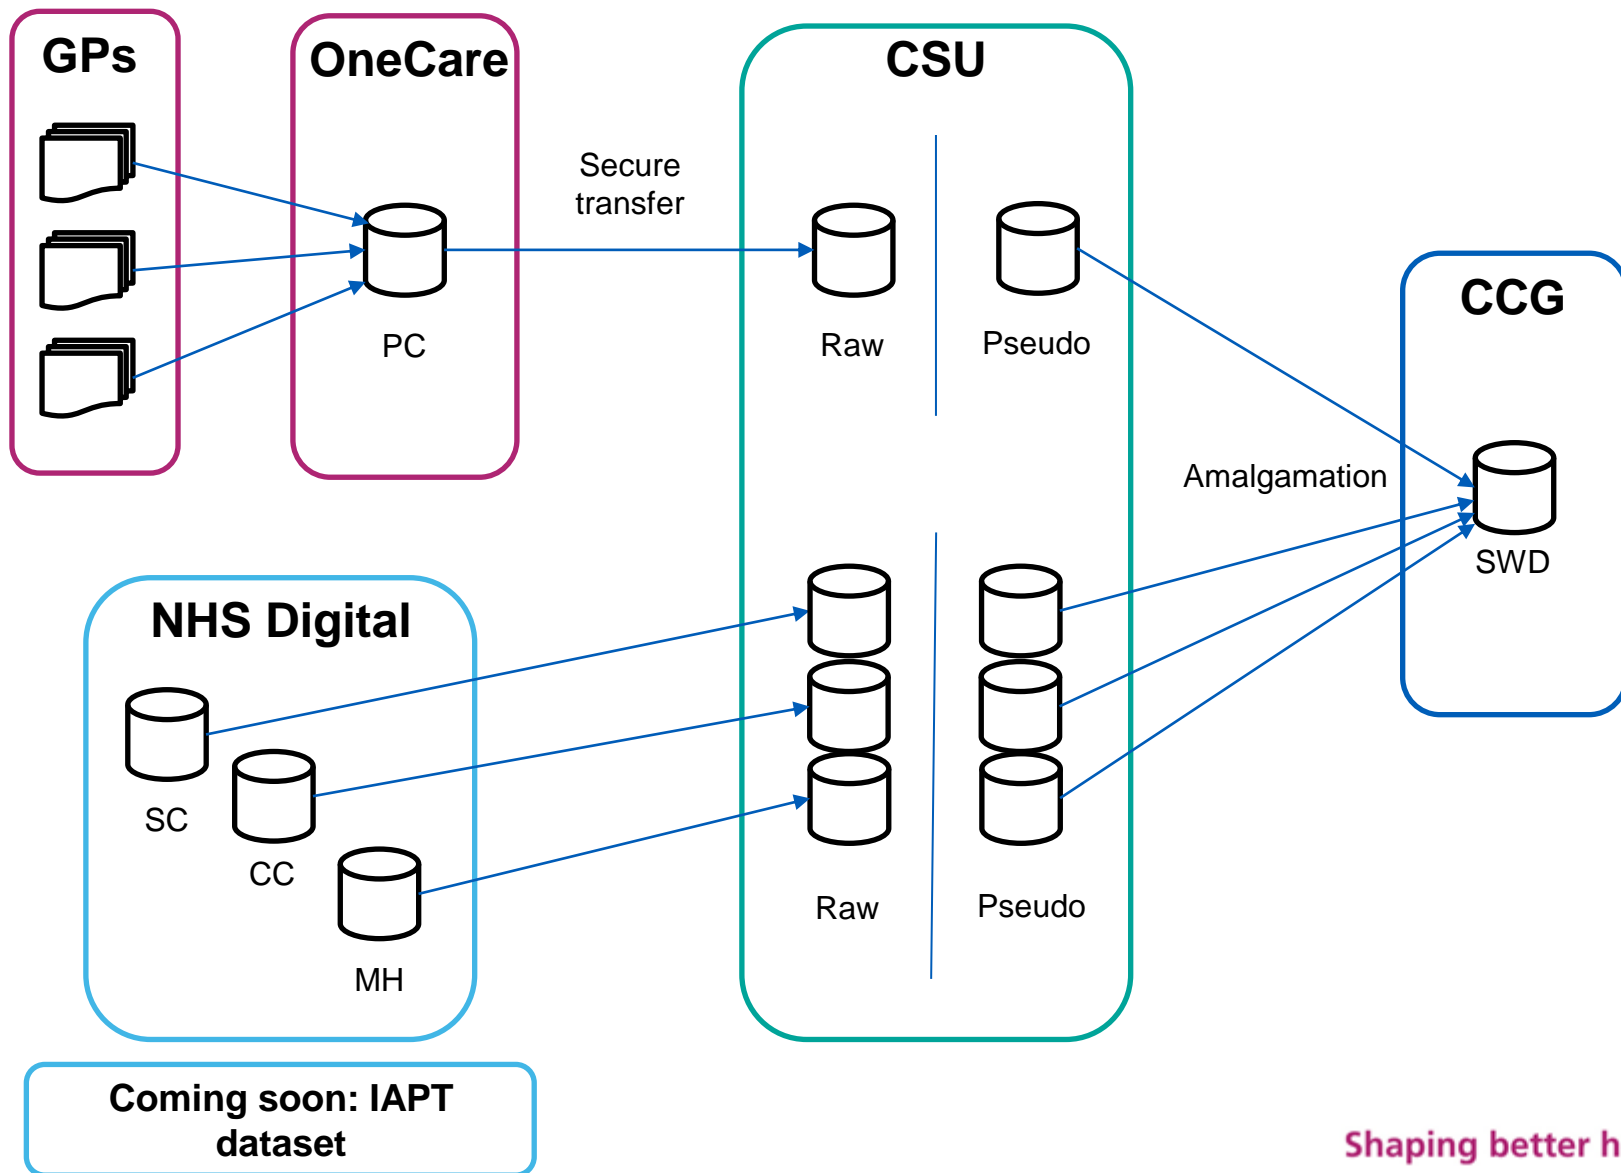 GPs
OneCare
CSU
Secure
transfer
CCG
PC
Raw
Pseudo
Amalgamation
SWD
NHS Digital
SC
CC
MH
Raw
Pseudo
Coming soon: IAPT
dataset
Shaping better h